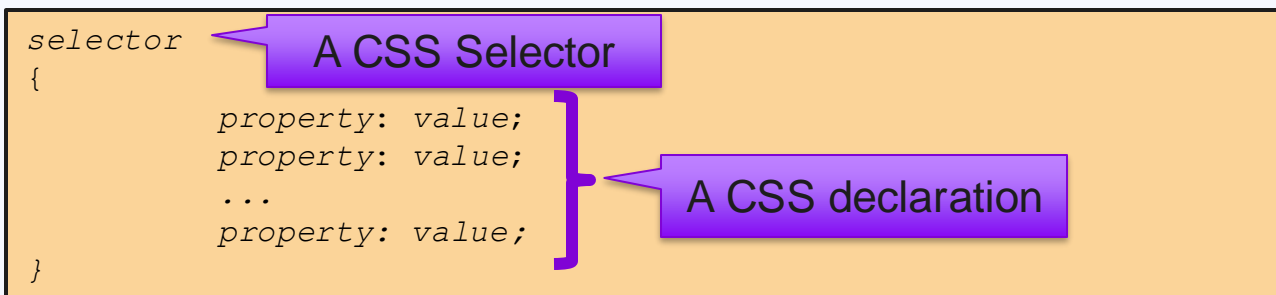 selector
A CSS Selector
{
property: value;
property: value;
...
property: value;
A CSS declaration
}